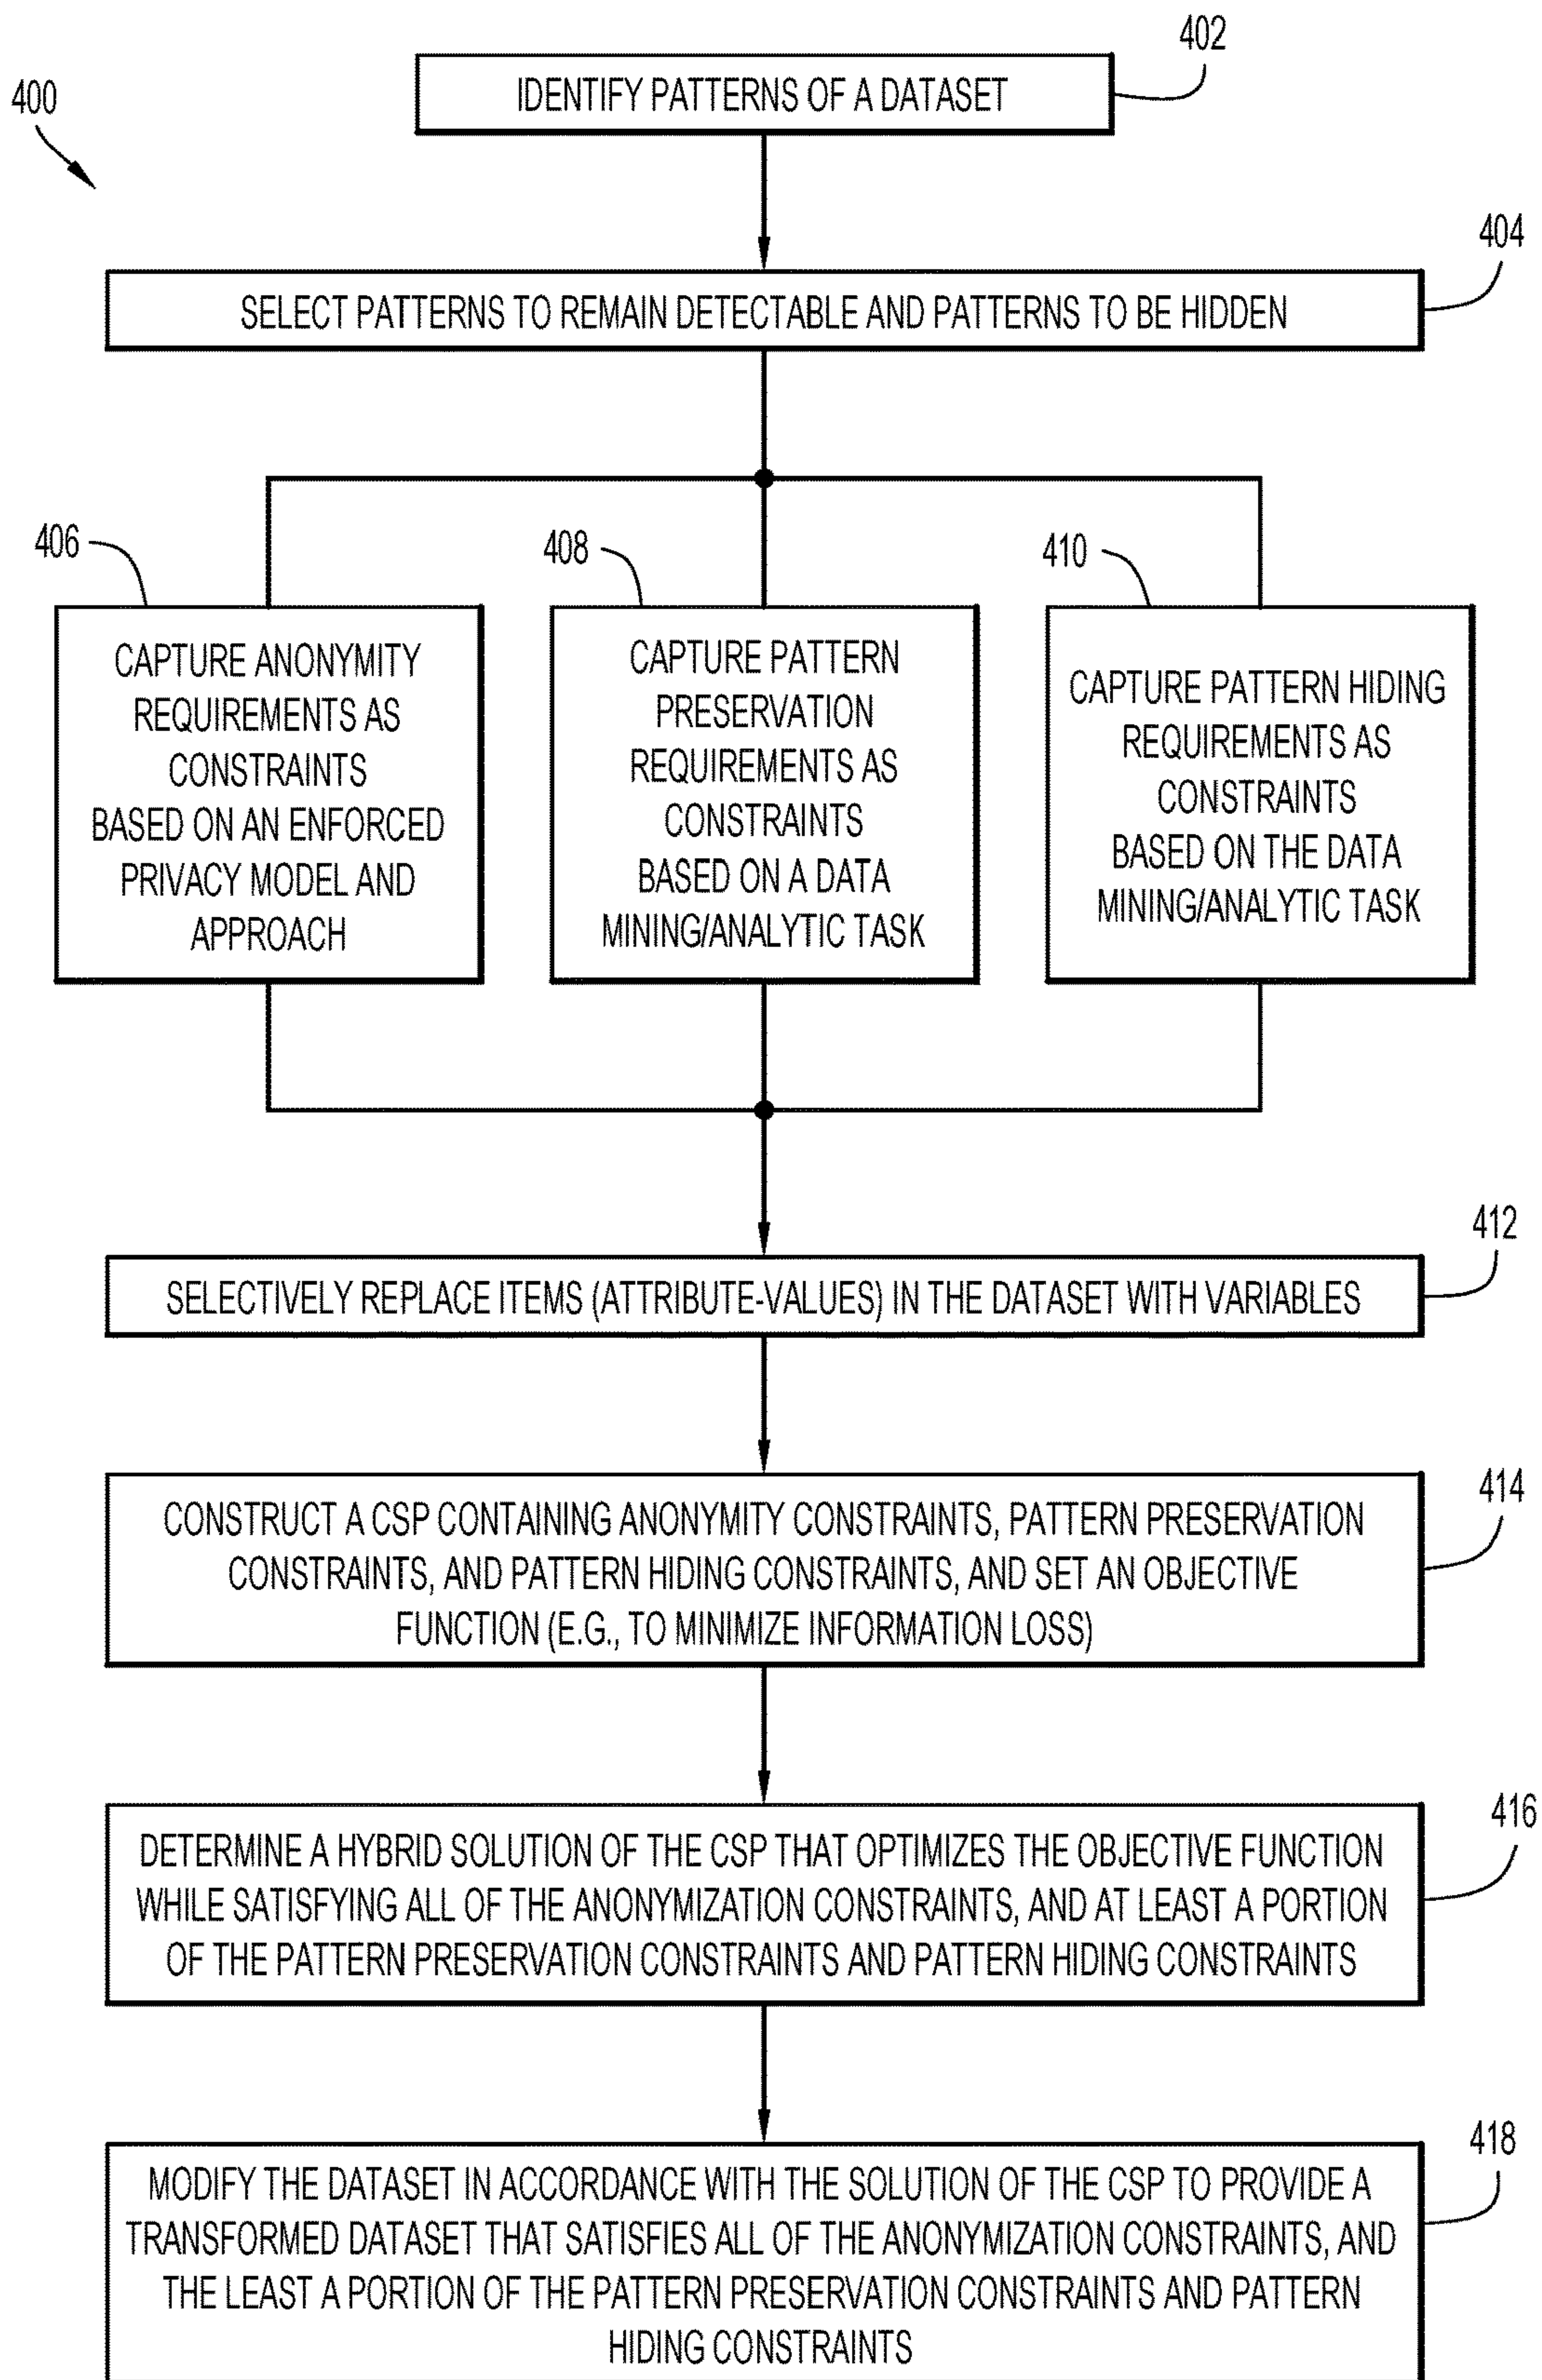 402
IDENTIFY PATTERNS OF A DATASET
400
404
SELECT PATTERNS TO REMAIN DETECTABLE AND PATTERNS TO BE HIDDEN
406
CAPTURE ANONYMITY
REQUIREMENTS AS
CONSTRAINTS
BASED ON AN ENFORCED
PRIVACY MODEL AND
APPROACH
408
CAPTURE PATTERN
PRESERVATION
REQUIREMENTS AS
CONSTRAINTS
BASED ON A DATA
MINING/ANALYTIC TASK
410
CAPTURE PATTERN HIDING
REQUIREMENTS AS
CONSTRAINTS
BASED ON THE DATA
MINING/ANALYTIC TASK
412
SELECTIVELY REPLACE ITEMS (ATTRIBUTE-VALUES) IN THE DATASET WITH VARIABLES
414
CONSTRUCT A CSP CONTAINING ANONYMITY CONSTRAINTS, PATTERN PRESERVATION
CONSTRAINTS, AND PATTERN HIDING CONSTRAINTS, AND SET AN OBJECTIVE
FUNCTION (E.G., TO MINIMIZE INFORMATION LOSS)
416
DETERMINE A HYBRID SOLUTION OF THE CSP THAT OPTIMIZES THE OBJECTIVE FUNCTION
WHILE SATISFYING ALL OF THE ANONYMIZATION CONSTRAINTS, AND AT LEAST A PORTION
OF THE PATTERN PRESERVATION CONSTRAINTS AND PATTERN HIDING CONSTRAINTS
418
MODIFY THE DATASET IN ACCORDANCE WITH THE SOLUTION OF THE CSP TO PROVIDE A
TRANSFORMED DATASET THAT SATISFIES ALL OF THE ANONYMIZATION CONSTRAINTS, AND
THE LEAST A PORTION OF THE PATTERN PRESERVATION CONSTRAINTS AND PATTERN
HIDING CONSTRAINTS